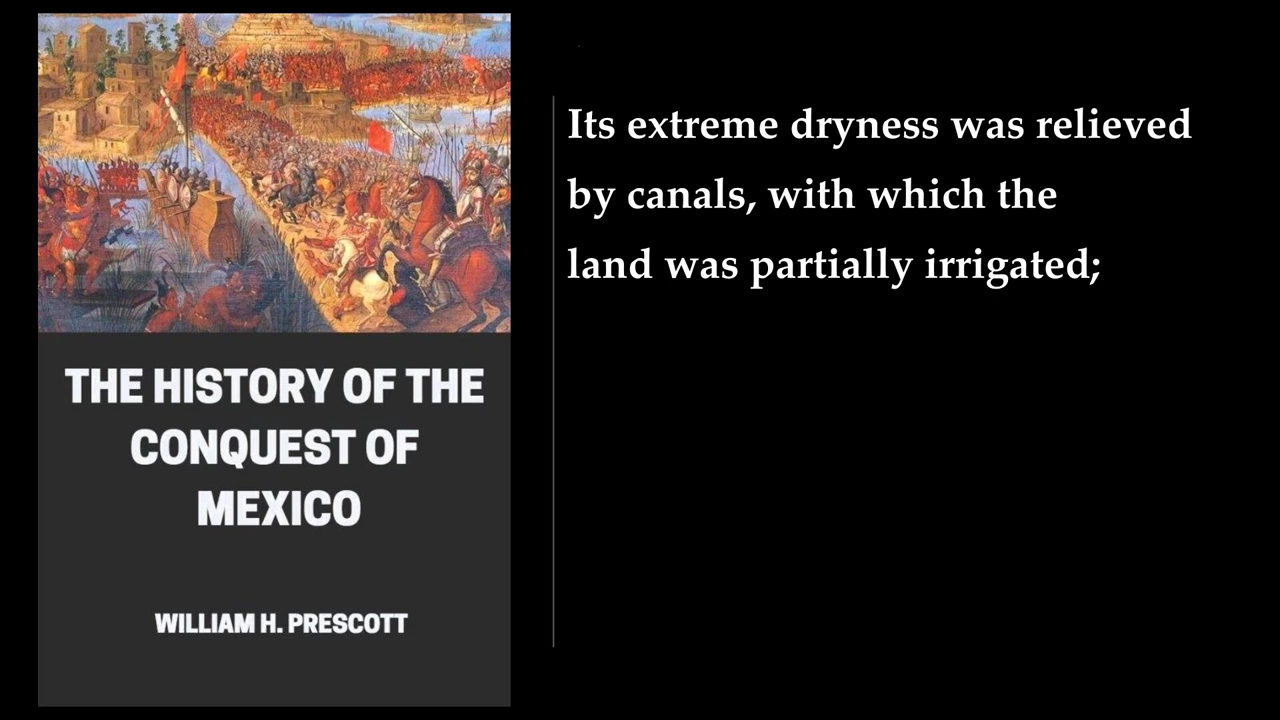 THE HISTORY OF THE
CONQUEST OF
MEXICO
WILLIAM H. PRESCOTT
Its extreme dryness was relieved
by canals, with which the
land was partially irrigated;